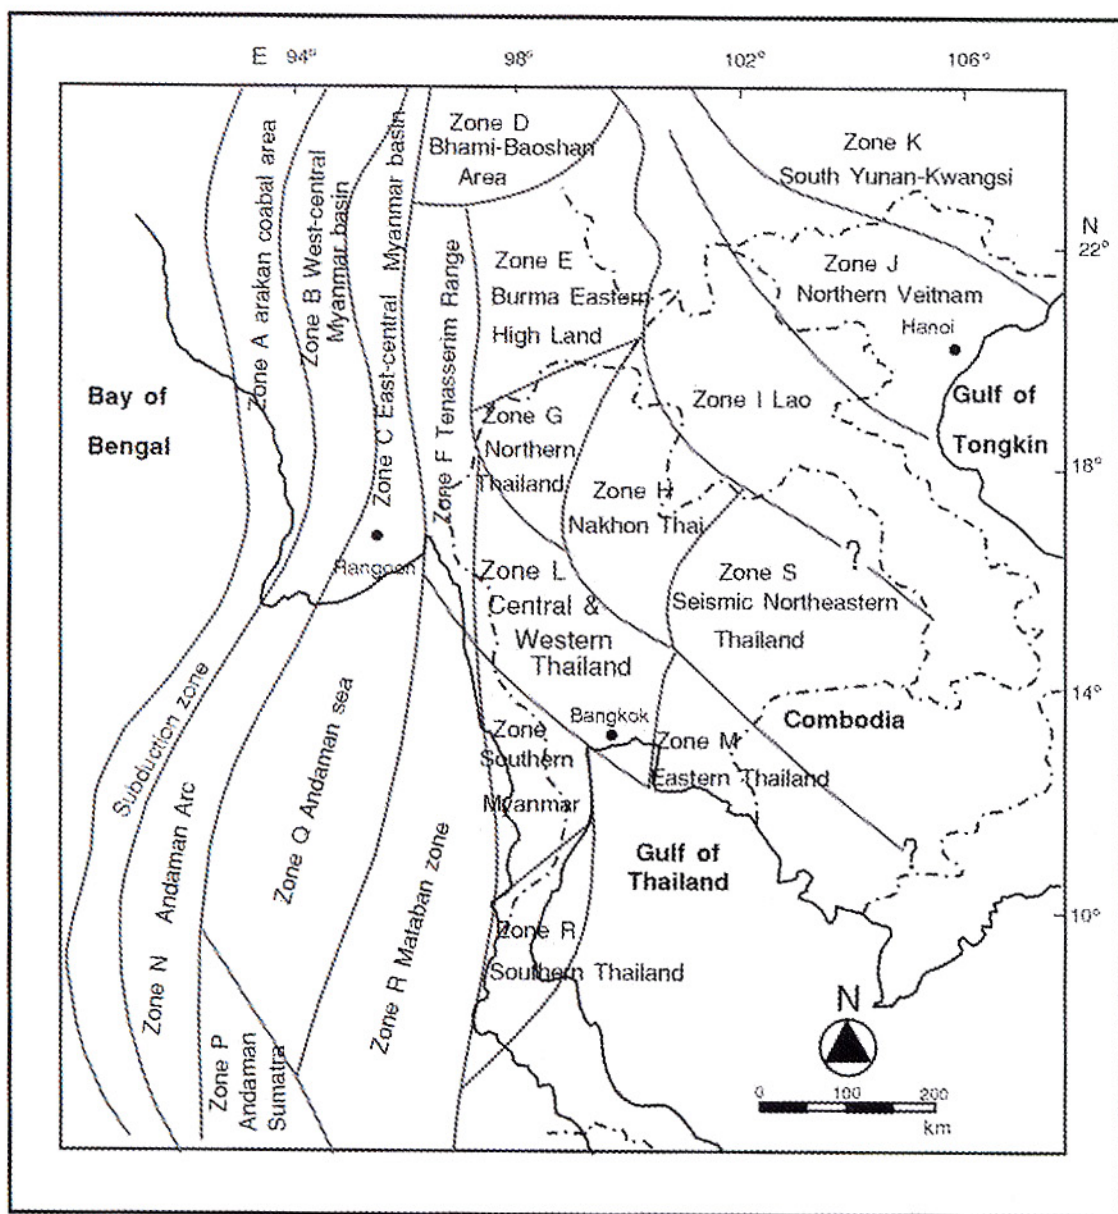 E 94° 98° 102° 106°
Zone D
Bhami-Baoshan
Area
Zone K
South Yunan-Kwangsi
N
22°
18°
14°
10°
Zone A arakan coabal area
Zone B West-central
Myanmar basin
Zone C East-central Myanmar basin
Zone F Tenasserim Range
Zone E
Burma Eastern
High Land
Zone J
Northern Veitnam
Hanoi
Bay of
Bengal
Gulf of
Tongkin
Zone G
Northern
Thailand
Zone I Lao
Zone H
Nakhon Thai
Rangoon
Zone L
Central &
Western
Thailand
?
Zone S
Seismic Northeastern
Thailand
Subduction zone
Bangkok
Combodia
Zone
Southern
Myanmar
Zone M
Eastern Thailand
Zone N Andaman Arc
Zone Q Andaman sea
Zone R Mataban zone
Gulf of
Thailand
?
Zone R
Southern Thailand
Zone P
Andaman
Sumatra
N
0 100 200
km